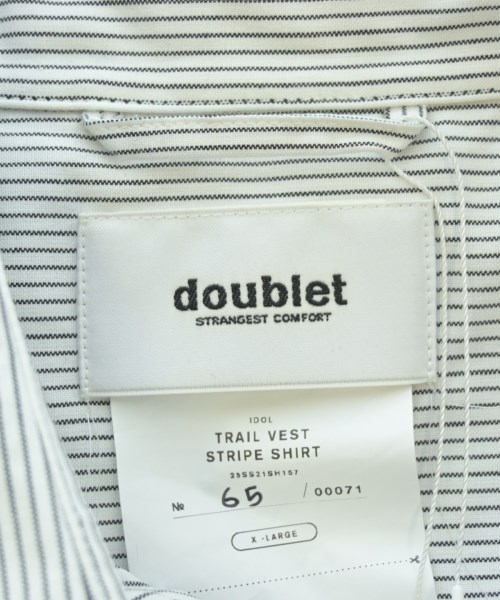 doublet
STRANGEST COMFORT
IDOL
TRAIL VEST
STRIPE SHIRT
23SS21SH157
№ 65 / 00071
X-LARGE